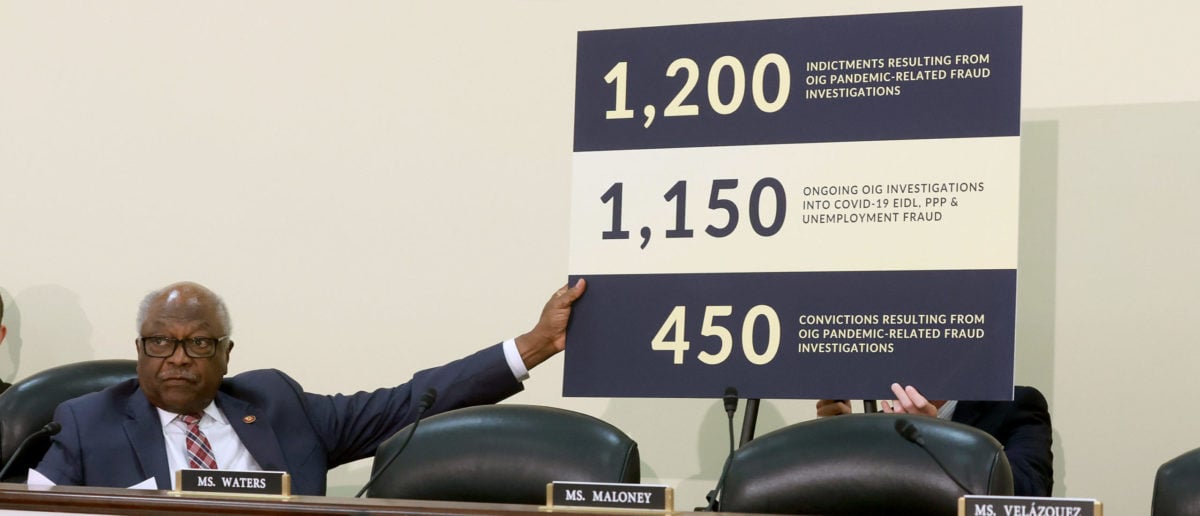 1,200
INDICTMENTS RESULTING FROM
OIG PANDEMIC-RELATED FRAUD
INVESTIGATIONS
1,150
ONGOING OIG INVESTIGATIONS
INTO COVID-19 EIDL, PPP &
UNEMPLOYMENT FRAUD
450
CONVICTIONS RESULTING FROM
OIG PANDEMIC-RELATED FRAUD
INVESTIGATIONS
MS. WATERS
MS. MALONEY
MS. VELÁZQUEZ